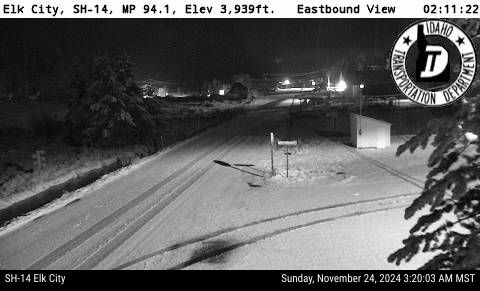 Elk City, SH-14, MP 94.1, Elev 3,939ft. Eastbound View 02:11:22
IDAHO
TRANSPORTATION DEPARTMENT
SH-14 Elk City Sunday, November 24, 2024 3:20:03 AM MST